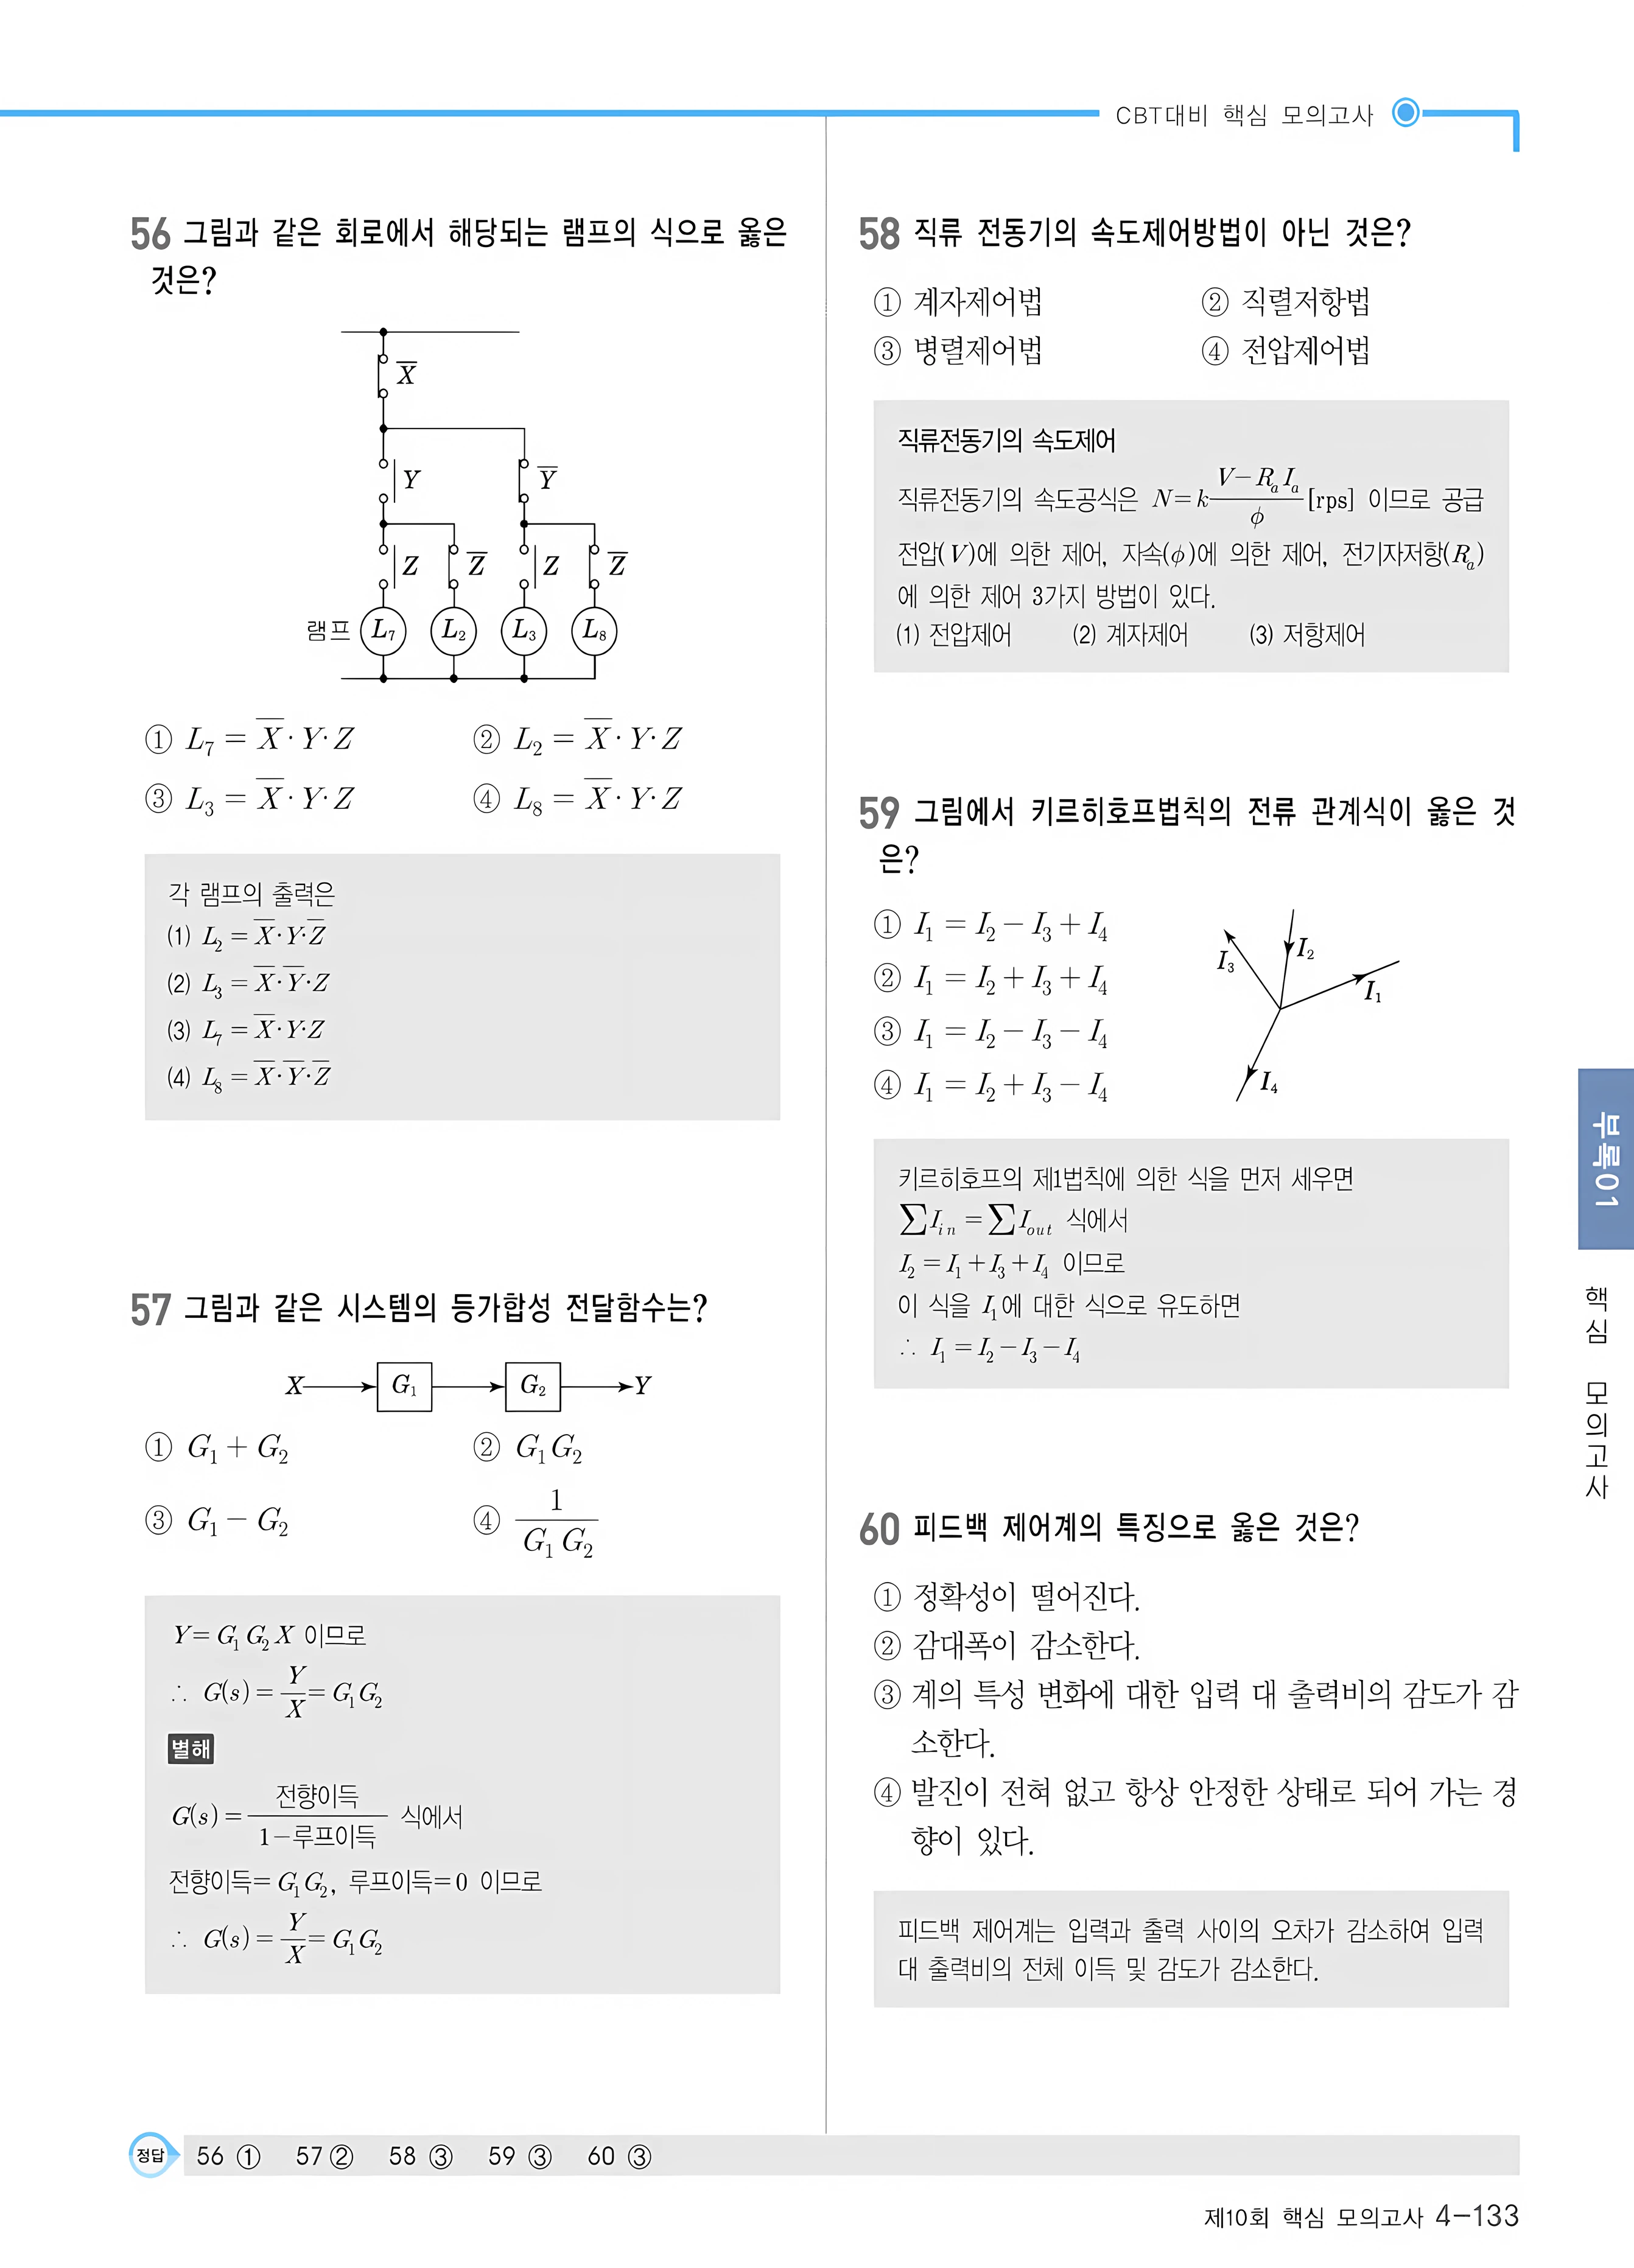 CBT대비 핵심 모의고사
56 그림과 같은 회로에서 해당되는 램프의 식으로 옳은
것은?
X̅
Y Y̅
Z Z̅ Z Z̅
램프 L₇ L₂ L₃ L₈
① L₇ = X̅·Y·Z ② L₂ = X̅·Y·Z
③ L₃ = X̅·Y·Z ④ L₈ = X̅·Y·Z
각 램프의 출력은
(1) L₂ = X̅·Y·Z̅
(2) L₃ = X̅·Y̅·Z
(3) L₇ = X̅·Y·Z
(4) L₈ = X̅·Y̅·Z̅
57 그림과 같은 시스템의 등가합성 전달함수는?
X G₁ G₂ Y
① G₁ + G₂ ② G₁ G₂
③ G₁ − G₂ ④ 1/(G₁ G₂)
Y = G₁ G₂ X 이므로
∴ G(s) = Y/X = G₁ G₂
별해
G(s) = 전향이득/(1−루프이득) 식에서
전향이득 = G₁ G₂, 루프이득 = 0 이므로
∴ G(s) = Y/X = G₁ G₂
58 직류 전동기의 속도제어방법이 아닌 것은?
① 계자제어법 ② 직렬저항법
③ 병렬제어법 ④ 전압제어법
직류전동기의 속도제어
직류전동기의 속도공식은 N = k (V − Rₐ Iₐ)/ϕ [rps] 이므로 공급
전압(V)에 의한 제어, 자속(ϕ)에 의한 제어, 전기자저항(Rₐ)
에 의한 제어 3가지 방법이 있다.
(1) 전압제어 (2) 계자제어 (3) 저항제어
59 그림에서 키르히호프법칙의 전류 관계식이 옳은 것
은?
① I₁ = I₂ − I₃ + I₄
② I₁ = I₂ + I₃ + I₄
③ I₁ = I₂ − I₃ − I₄
④ I₁ = I₂ + I₃ − I₄
I₃ I₂ I₁ I₄
키르히호프의 제1법칙에 의한 식을 먼저 세우면
∑I_in = ∑I_out 식에서
I₂ = I₁ + I₃ + I₄ 이므로
이 식을 I₁에 대한 식으로 유도하면
∴ I₁ = I₂ − I₃ − I₄
60 피드백 제어계의 특징으로 옳은 것은?
① 정확성이 떨어진다.
② 감대폭이 감소한다.
③ 계의 특성 변화에 대한 입력 대 출력비의 감도가 감
소한다.
④ 발진이 전혀 없고 항상 안정한 상태로 되어 가는 경
향이 있다.
피드백 제어계는 입력과 출력 사이의 오차가 감소하여 입력
대 출력비의 전체 이득 및 감도가 감소한다.
부록01
핵심 모의고사
정답 56 ① 57 ② 58 ③ 59 ③ 60 ③
제10회 핵심 모의고사 4-133